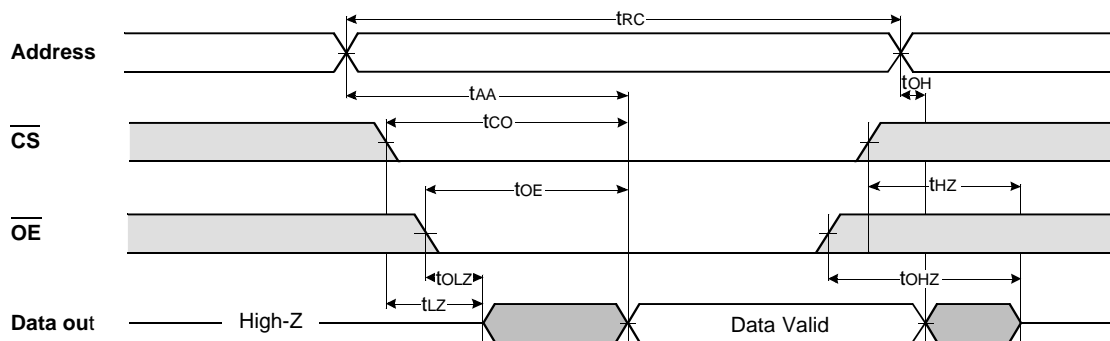 tRC
Address
tOH
tAA
CS
tCO
tHZ
tOE
OE
tOLZ
tOHZ
tLZ
Data out High-Z Data Valid